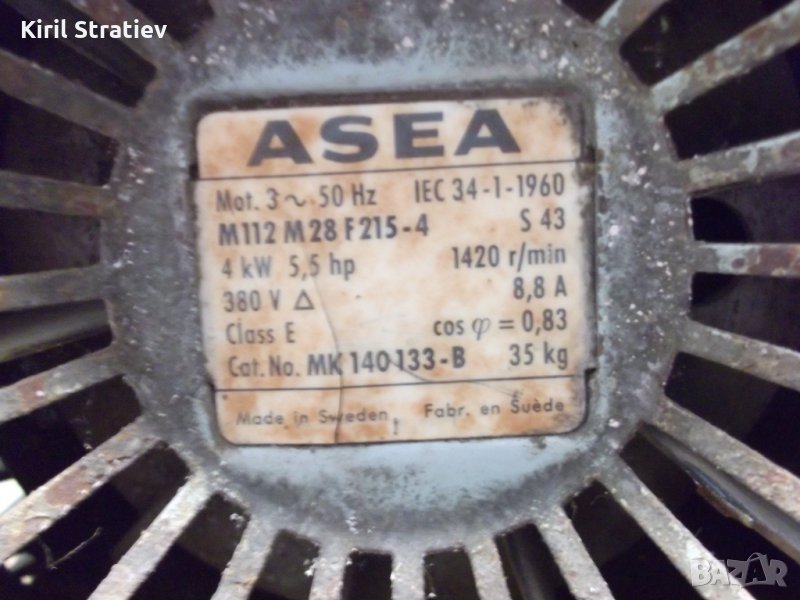 Kiril Stratiev
ASEA
Mot. 3 ~ 50 Hz IEC 34-1-1960
M112 M28 F215-4 S 43
4 kW 5,5 hp 1420 r/min
380 V Δ 8,8 A
Class E cos φ = 0,83
Cat. No. MK 140133-B 35 kg
Made in Sweden Fabr. en Suède
BAZAR